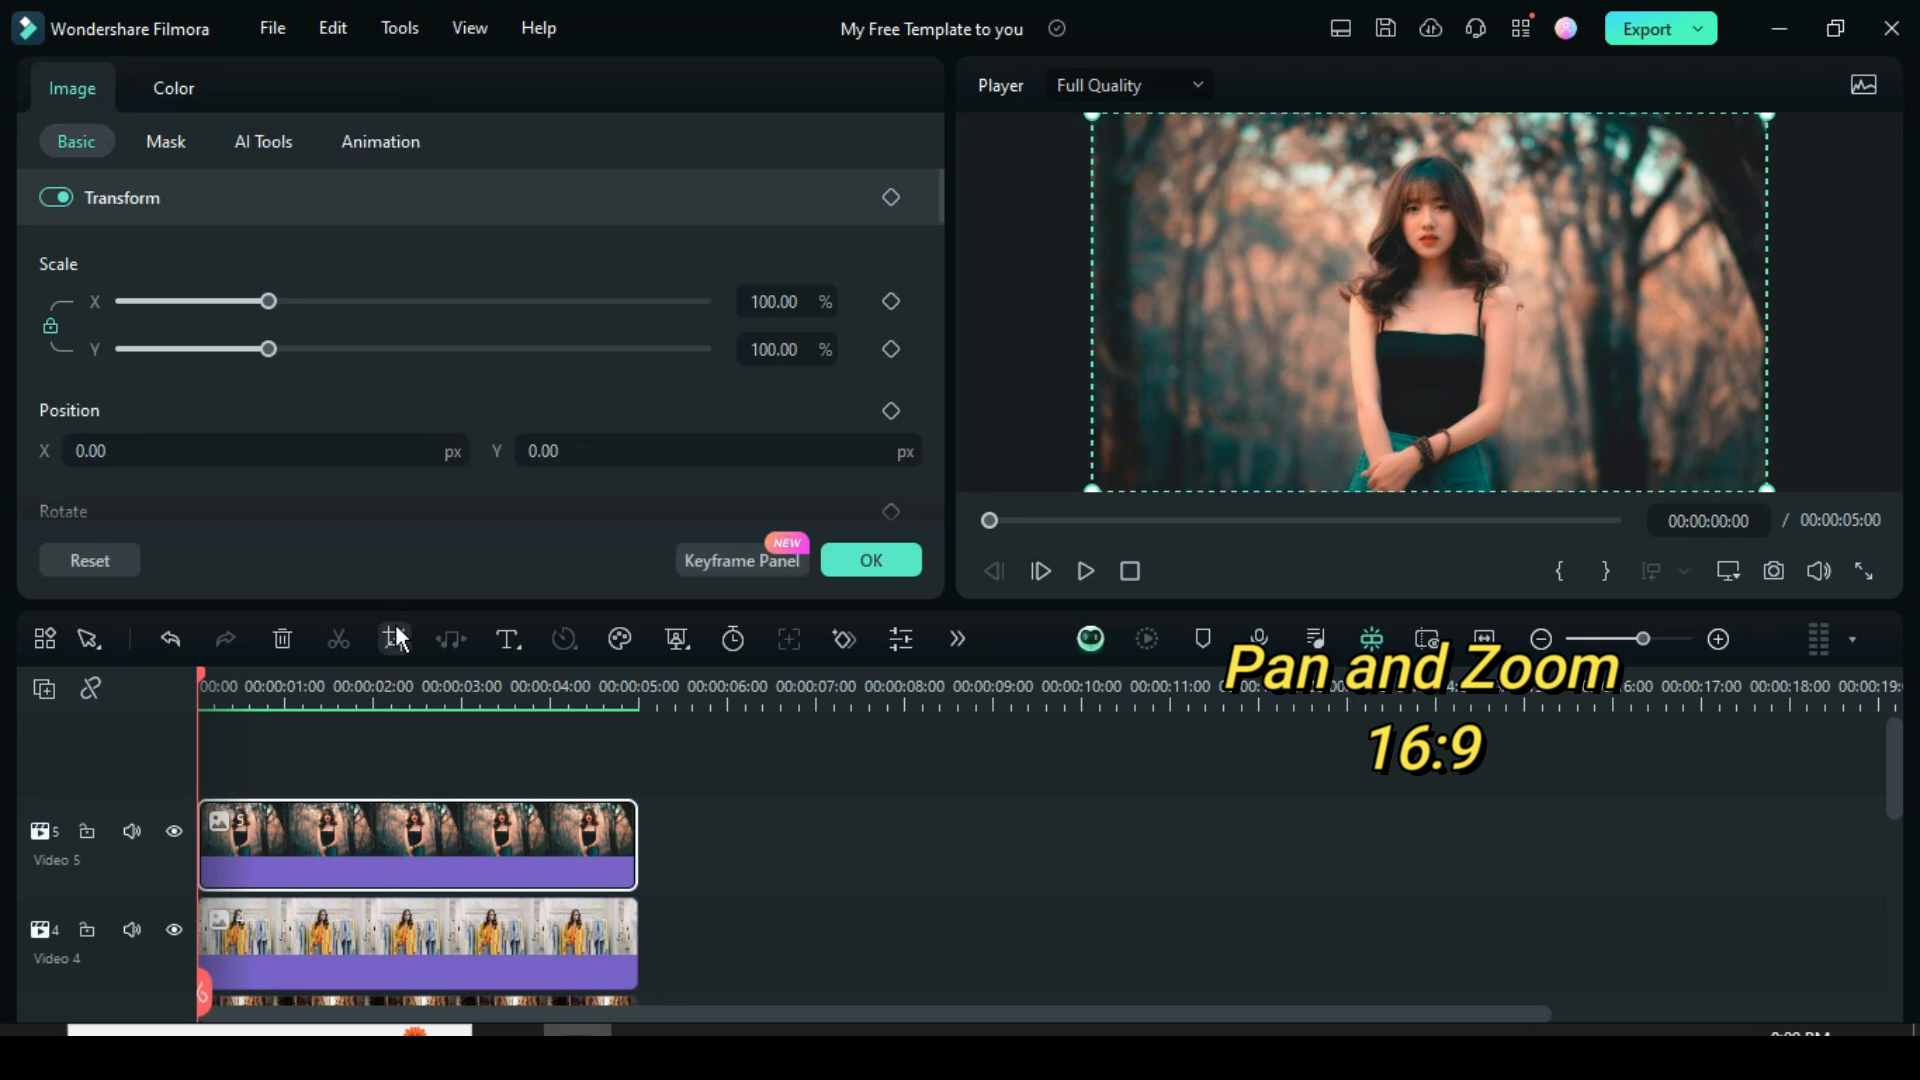 Wondershare Filmora
File
Edit
Tools
View
Help
My Free Template to you
Export
Image
Color
Player
Full Quality
Basic
Mask
AI Tools
Animation
Transform
Scale
X
100.00 %
Y
100.00 %
Position
X 0.00 px Y 0.00 px
Rotate
Reset
NEW
Keyframe Panel
OK
00:00:00:00 / 00:00:05:00
{ }
:00:00 00:00:01:00 00:00:02:00 00:00:03:00 00:00:04:00 00:00:05:00 00:00:06:00 00:00:07:00 00:00:08:00 00:00:09:00 00:00:10:00 00:00:11:00 00:00:17:00 00:00:18:00 00:00:19:
Pan and Zoom
16:9
5
5
Video 5
4
4
Video 4